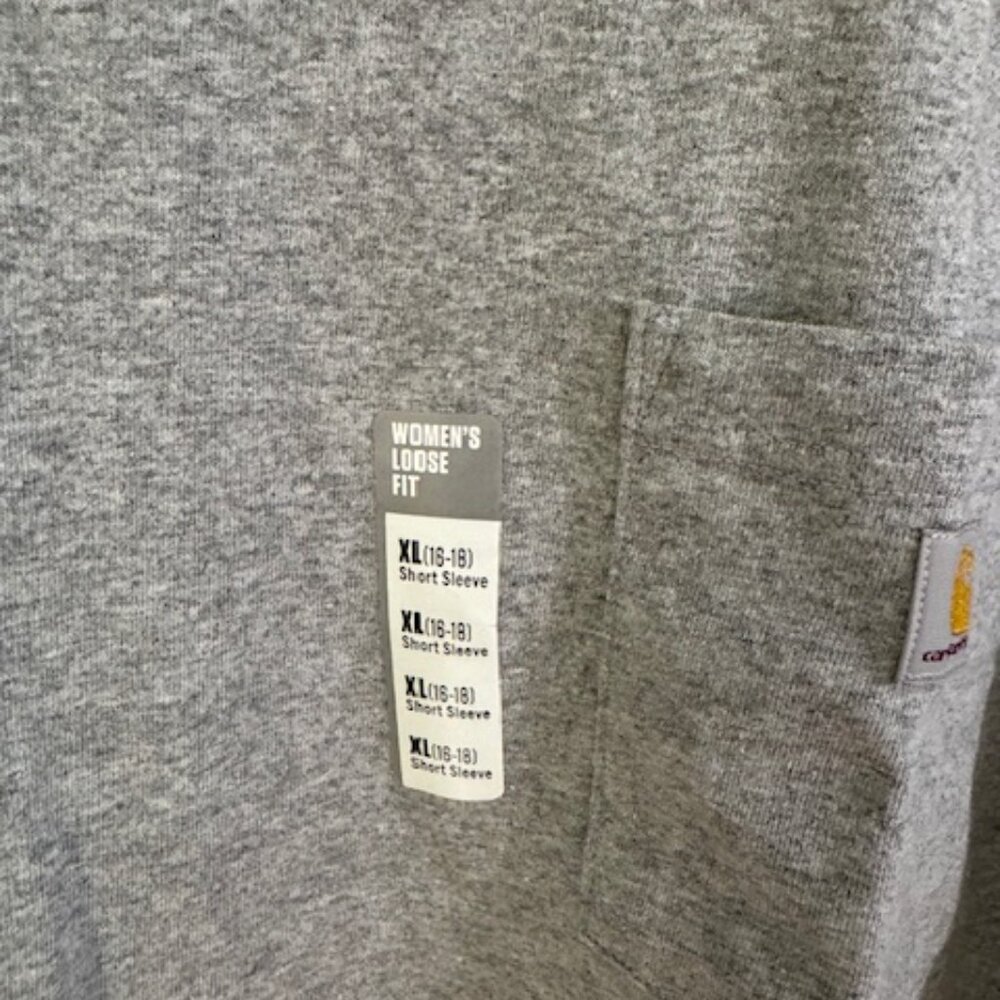 WOMEN'S
LOOSE
FIT
XL(16-18)
Short Sleeve
XL(16-18)
Short Sleeve
XL(16-18)
Short Sleeve
XL(16-18)
Short Sleeve